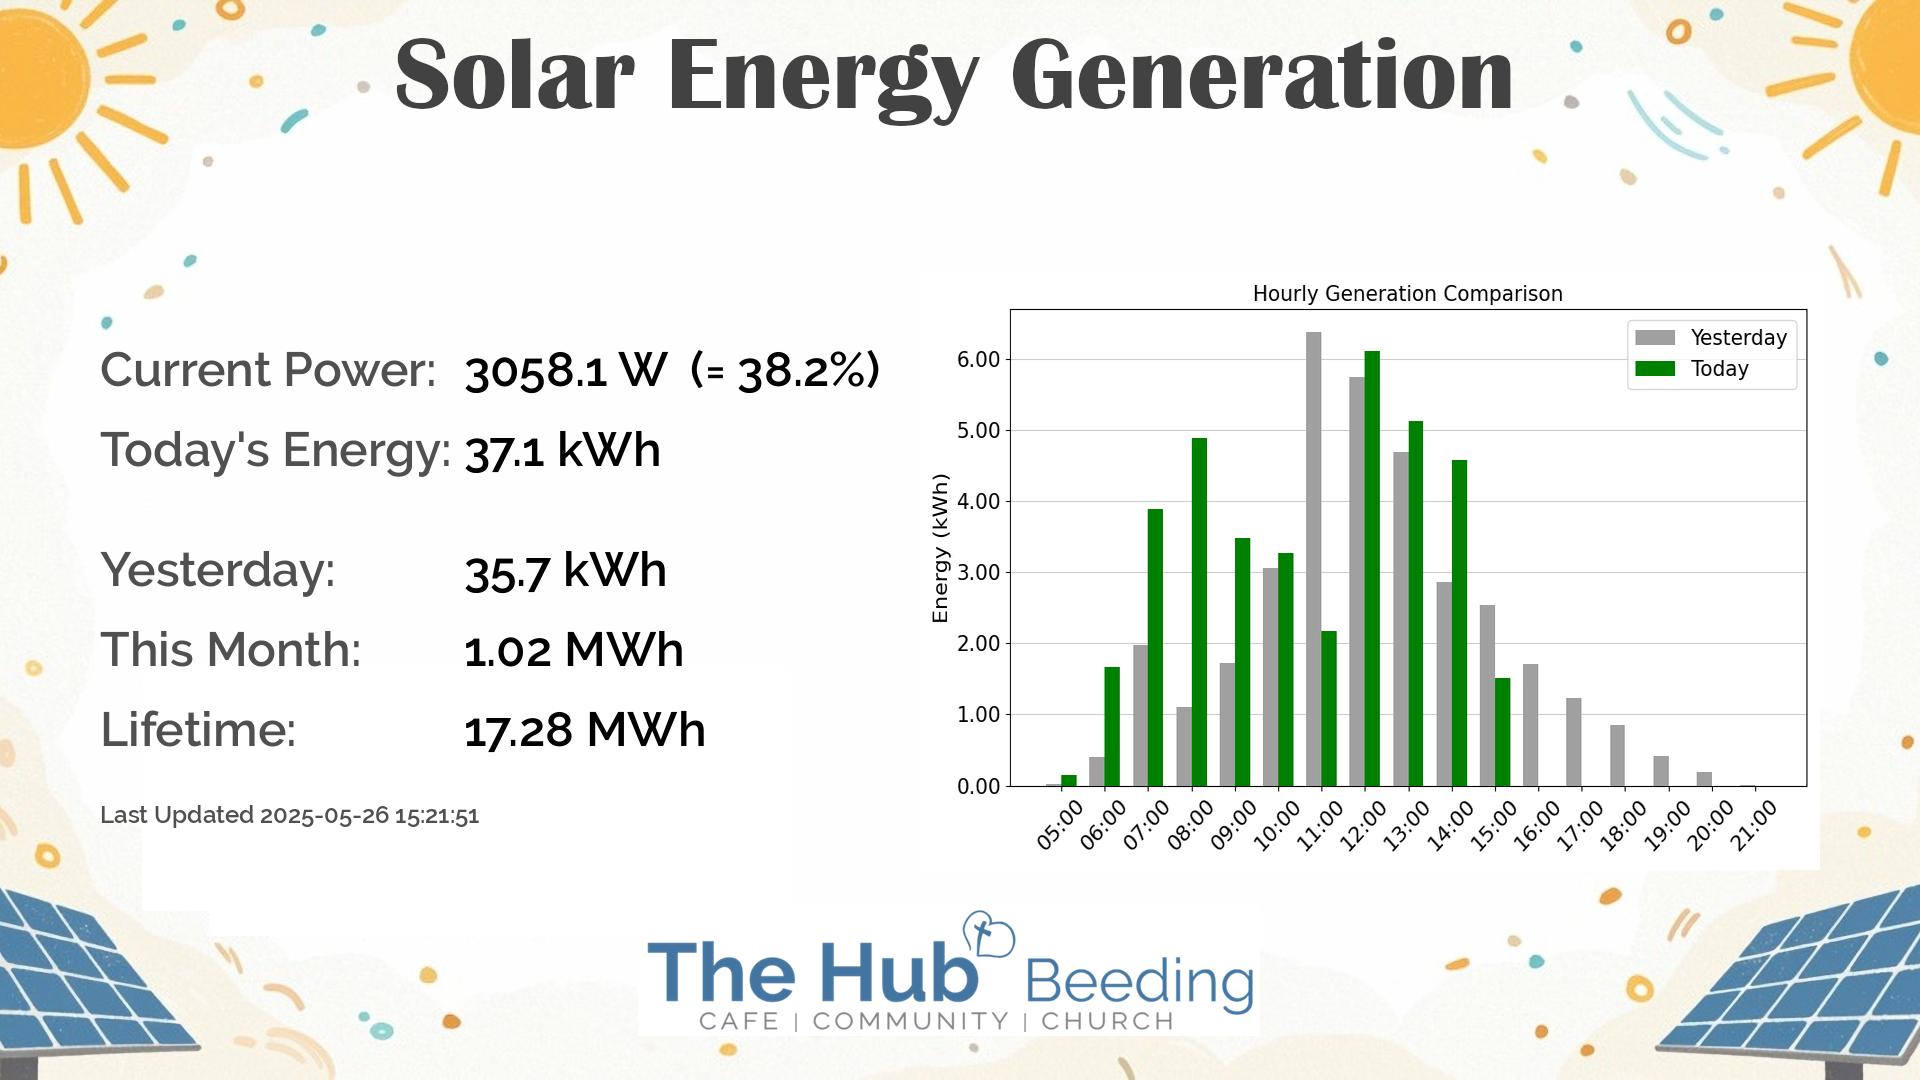 Solar Energy Generation
Current Power: 3058.1 W (= 38.2%)
Today's Energy: 37.1 kWh
Yesterday: 35.7 kWh
This Month: 1.02 MWh
Lifetime: 17.28 MWh
Last Updated 2025-05-26 15:21:51
Hourly Generation Comparison
Yesterday
Today
Energy (kWh)
6.00
5.00
4.00
3.00
2.00
1.00
0.00
05:00 06:00 07:00 08:00 09:00 10:00 11:00 12:00 13:00 14:00 15:00 16:00 17:00 18:00 19:00 20:00 21:00
The Hub Beeding
CAFE | COMMUNITY | CHURCH